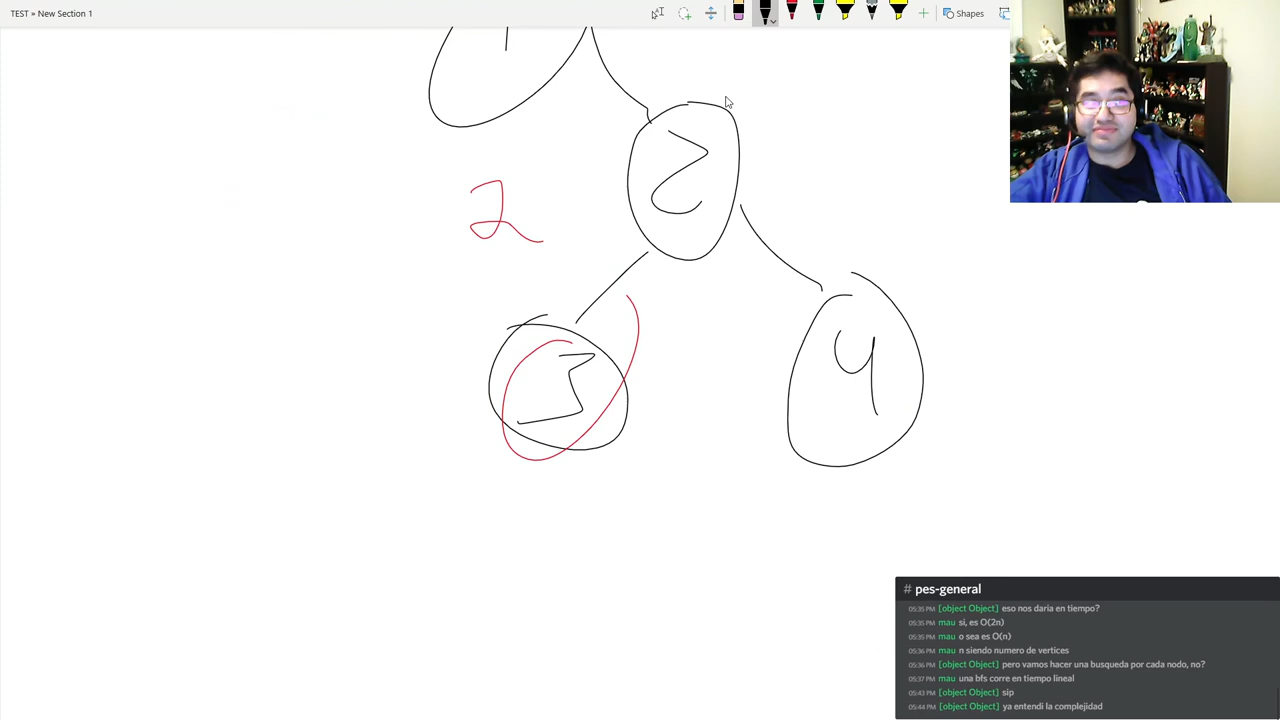 TEST » New Section 1
Shapes
2
2
5
4
# pes-general
05:35 PM [object Object] eso nos daria en tiempo?
05:35 PM mau si, es O(2n)
05:35 PM mau o sea es O(n)
05:36 PM mau n siendo numero de vertices
05:36 PM [object Object] pero vamos hacer una busqueda por cada nodo, no?
05:37 PM mau una bfs corre en tiempo lineal
05:43 PM [object Object] sip
05:44 PM [object Object] ya entendi la complejidad